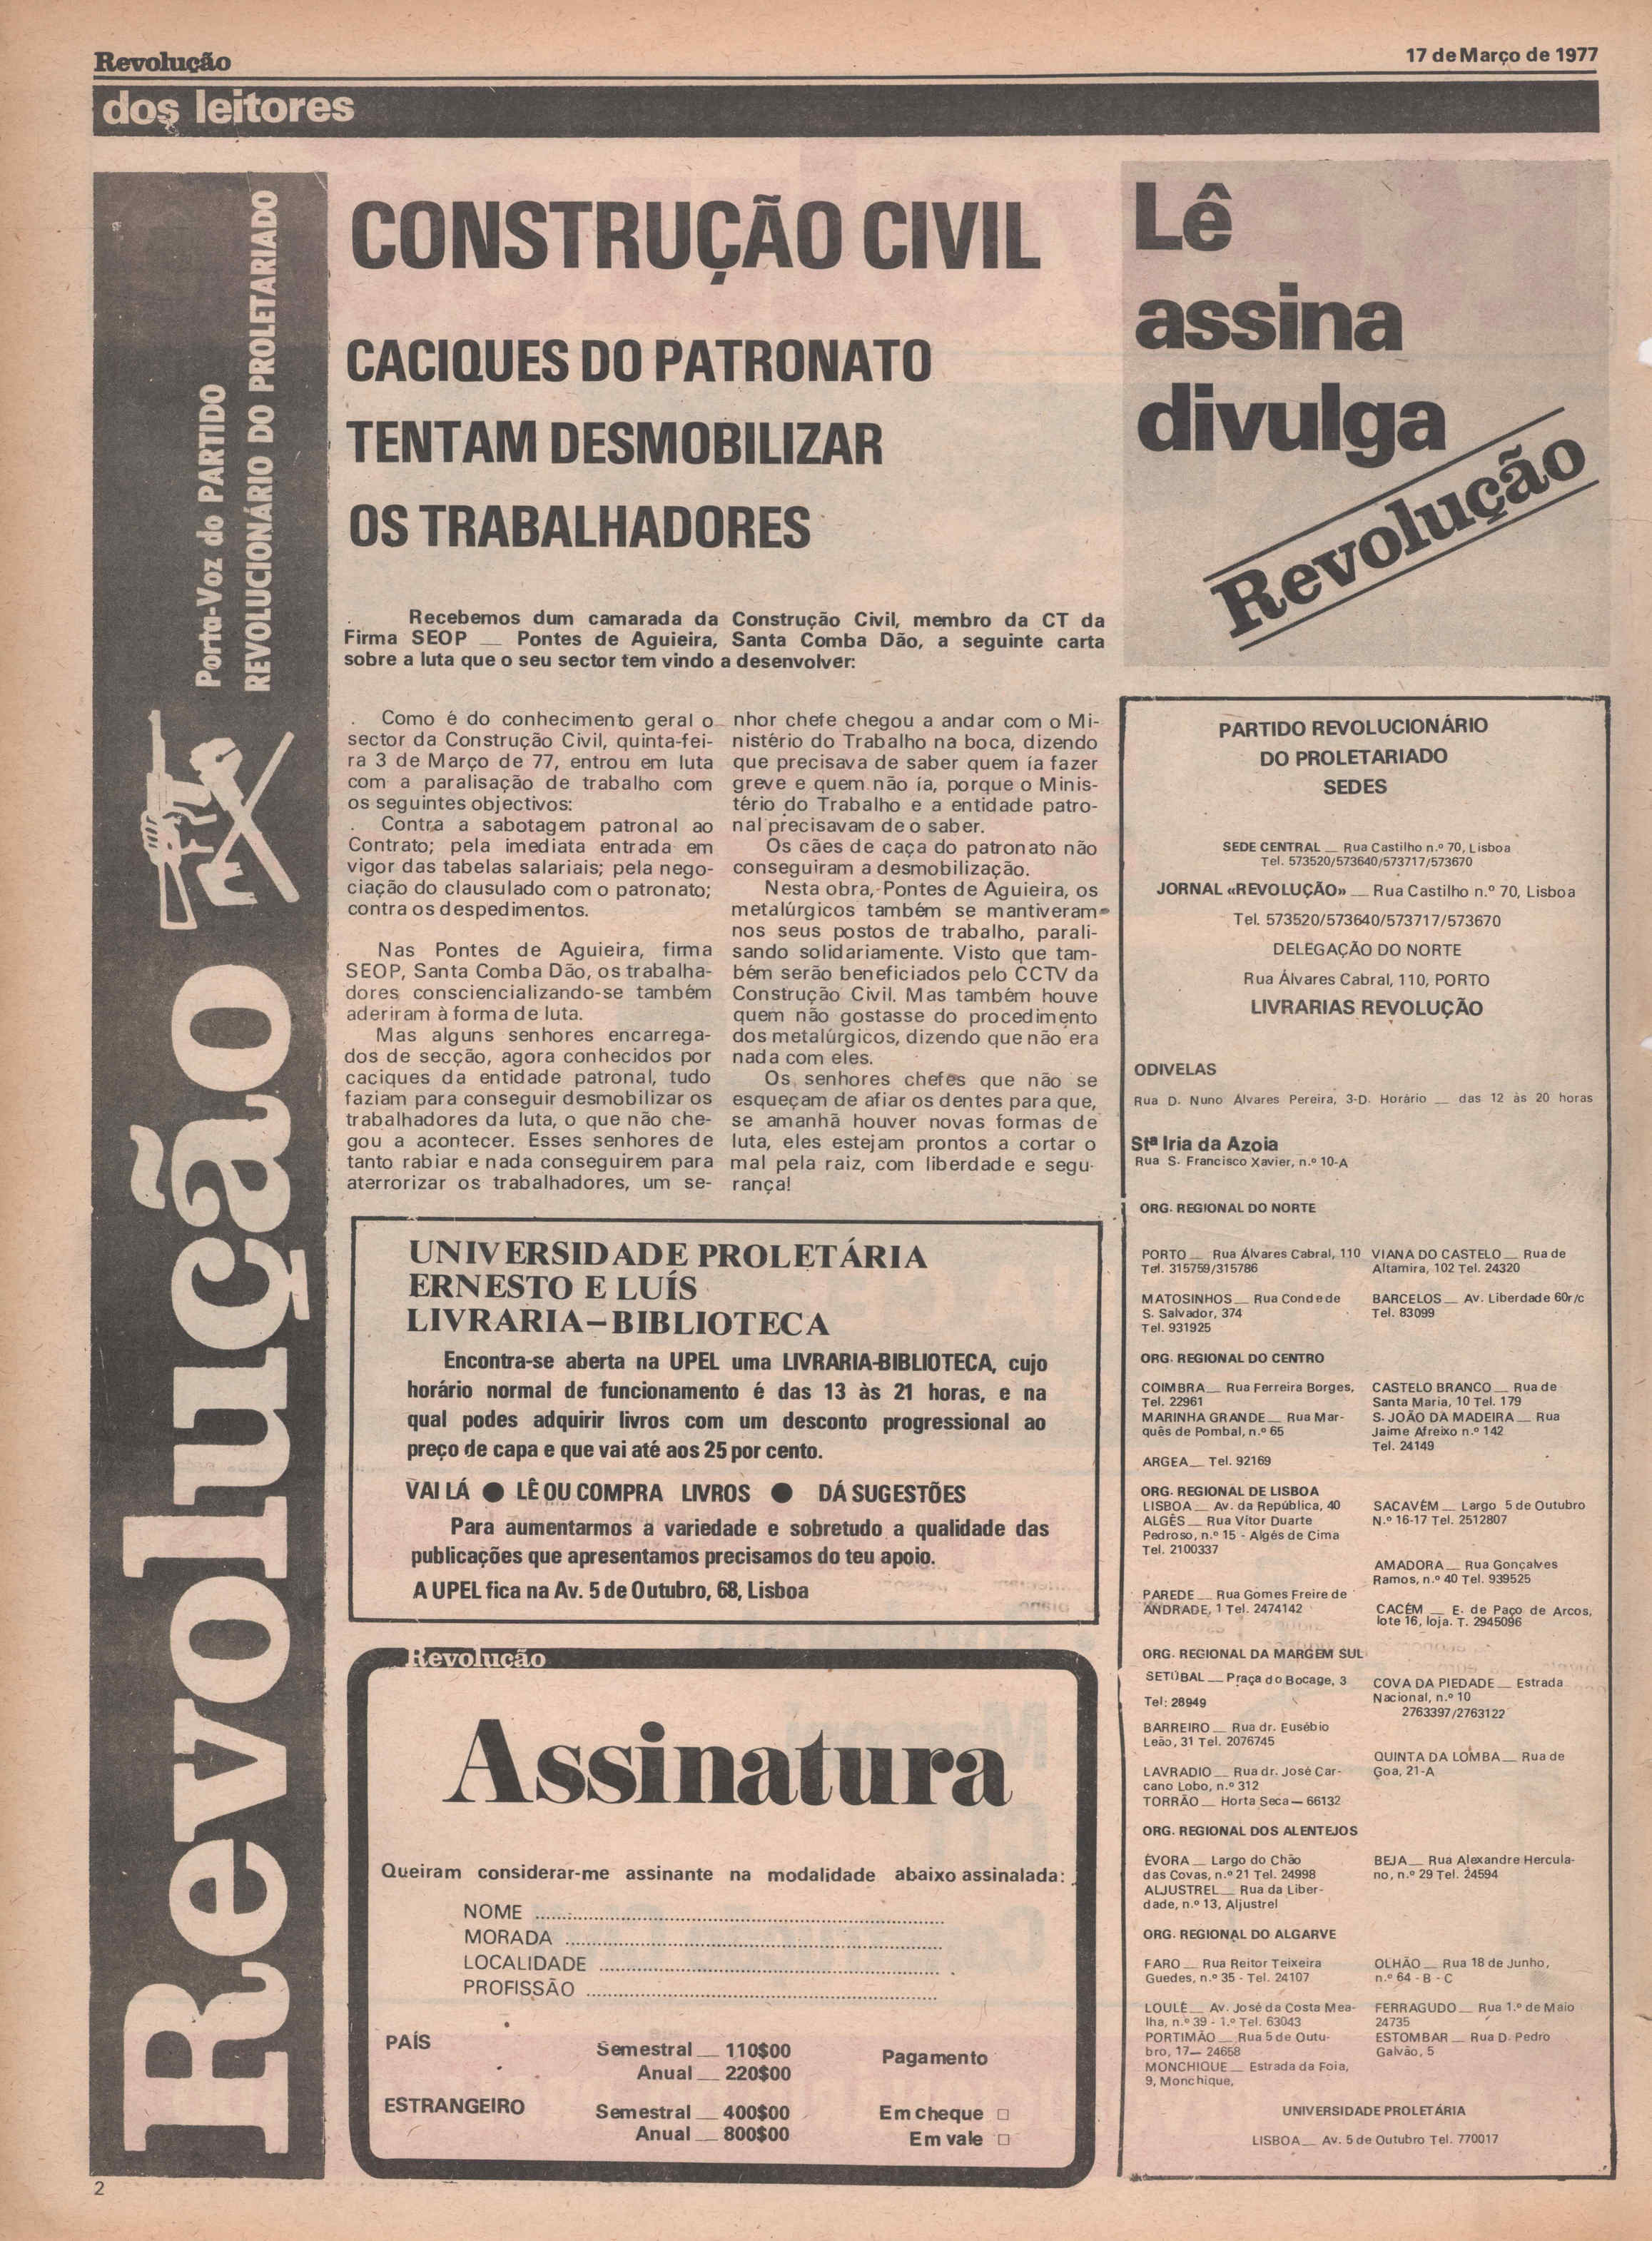 Revolução
17 de Março de 1977
dos leitores
Porta-Voz do PARTIDO
REVOLUCIONÁRIO DO PROLETARIADO
Revolução
CONSTRUÇÃO CIVIL
CACIQUES DO PATRONATO
TENTAM DESMOBILIZAR
OS TRABALHADORES
Recebemos dum camarada da Construção Civil, membro da CT da
Firma SEOP — Pontes de Aguieira, Santa Comba Dão, a seguinte carta
sobre a luta que o seu sector tem vindo a desenvolver:
Como é do conhecimento geral o
sector da Construção Civil, quinta-fei-
ra 3 de Março de 77, entrou em luta
com a paralisação de trabalho com
os seguintes objectivos:
Contra a sabotagem patronal ao
Contrato; pela imediata entrada em
vigor das tabelas salariais; pela nego-
ciação do clausulado com o patronato;
contra os despedimentos.
Nas Pontes de Aguieira, firma
SEOP, Santa Comba Dão, os trabalha-
dores consciencializando-se também
aderiram à forma de luta.
Mas alguns senhores encarrega-
dos de secção, agora conhecidos por
caciques da entidade patronal, tudo
faziam para conseguir desmobilizar os
trabalhadores da luta, o que não che-
gou a acontecer. Esses senhores de
tanto rabiar e nada conseguirem para
aterrorizar os trabalhadores, um se-
nhor chefe chegou a andar com o Mi-
nistério do Trabalho na boca, dizendo
que precisava de saber quem ía fazer
greve e quem não ía, porque o Minis-
tério do Trabalho e a entidade patro-
nal precisavam de o saber.
Os cães de caça do patronato não
conseguiram a desmobilização.
Nesta obra, Pontes de Aguieira, os
metalúrgicos também se mantiveram
nos seus postos de trabalho, parali-
sando solidariamente. Visto que tam-
bém serão beneficiados pelo CCTV da
Construção Civil. Mas também houve
quem não gostasse do procedimento
dos metalúrgicos, dizendo que não era
nada com eles.
Os senhores chefes que não se
esqueçam de afiar os dentes para que,
se amanhã houver novas formas de
luta, eles estejam prontos a cortar o
mal pela raiz, com liberdade e segu-
rança!
UNIVERSIDADE PROLETÁRIA
ERNESTO E LUÍS
LIVRARIA–BIBLIOTECA
Encontra-se aberta na UPEL uma LIVRARIA-BIBLIOTECA, cujo
horário normal de funcionamento é das 13 às 21 horas, e na
qual podes adquirir livros com um desconto progressional ao
preço de capa e que vai até aos 25 por cento.
VAI LÁ ● LÊ OU COMPRA LIVROS ● DÁ SUGESTÕES
Para aumentarmos a variedade e sobretudo a qualidade das
publicações que apresentamos precisamos do teu apoio.
A UPEL fica na Av. 5 de Outubro, 68, Lisboa
Revolução
Assinatura
Queiram considerar-me assinante na modalidade abaixo assinalada:
NOME
MORADA
LOCALIDADE
PROFISSÃO
PAÍS
Semestral — 110$00
Anual — 220$00
Pagamento
ESTRANGEIRO
Semestral — 400$00
Anual — 800$00
Em cheque □
Em vale □
Lê
assina
divulga
Revolução
PARTIDO REVOLUCIONÁRIO
DO PROLETARIADO
SEDES
SEDE CENTRAL — Rua Castilho n.º 70, Lisboa
Tel. 573520/573640/573717/573670
JORNAL «REVOLUÇÃO» — Rua Castilho n.º 70, Lisboa
Tel. 573520/573640/573717/573670
DELEGAÇÃO DO NORTE
Rua Álvares Cabral, 110, PORTO
LIVRARIAS REVOLUÇÃO
ODIVELAS
Rua D. Nuno Álvares Pereira, 3-D. Horário — das 12 às 20 horas
Stª Iria da Azoia
Rua S. Francisco Xavier, n.º 10-A
ORG. REGIONAL DO NORTE
PORTO — Rua Álvares Cabral, 110
Tel. 315759/315786
MATOSINHOS — Rua Conde de
S. Salvador, 374
Tel. 931925
VIANA DO CASTELO — Rua de
Altamira, 102 Tel. 24320
BARCELOS — Av. Liberdade 60r/c
Tel. 83099
ORG. REGIONAL DO CENTRO
COIMBRA — Rua Ferreira Borges,
Tel. 22961
MARINHA GRANDE — Rua Mar-
quês de Pombal, n.º 65
ARGEA — Tel. 92169
CASTELO BRANCO — Rua de
Santa Maria, 10 Tel. 179
S. JOÃO DA MADEIRA — Rua
Jaime Afreixo n.º 142
Tel. 24149
ORG. REGIONAL DE LISBOA
LISBOA — Av. da República, 40
ALGÉS — Rua Vítor Duarte
Pedroso, n.º 15 - Algés de Cima
Tel. 2100337
PAREDE — Rua Gomes Freire de
ANDRADE, 1 Tel. 2474142
SACAVÉM — Largo 5 de Outubro
N.º 16-17 Tel. 2512807
AMADORA — Rua Gonçalves
Ramos, n.º 40 Tel. 939525
CACÉM — E. de Paço de Arcos,
lote 16, loja. T. 2945096
ORG. REGIONAL DA MARGEM SUL
SETÚBAL — Praça do Bocage, 3
Tel: 28949
BARREIRO — Rua dr. Eusébio
Leão, 31 Tel. 2076745
LAVRADIO — Rua dr. José Car-
cano Lobo, n.º 312
TORRÃO — Horta Seca — 66132
COVA DA PIEDADE — Estrada
Nacional, n.º 10
2763397/2763122
QUINTA DA LOMBA — Rua de
Goa, 21-A
ORG. REGIONAL DOS ALENTEJOS
ÉVORA — Largo do Chão
das Covas, n.º 21 Tel. 24998
ALJUSTREL — Rua da Liber-
dade, n.º 13, Aljustrel
BEJA — Rua Alexandre Hercula-
no, n.º 29 Tel. 24594
ORG. REGIONAL DO ALGARVE
FARO — Rua Reitor Teixeira
Guedes, n.º 35 - Tel. 24107
LOULÉ — Av. José da Costa Mea-
lha, n.º 39 - 1.º Tel. 63043
PORTIMÃO — Rua 5 de Outu-
bro, 17 — 24658
MONCHIQUE — Estrada da Foia,
9, Monchique,
OLHÃO — Rua 18 de Junho,
n.º 64 - B - C
FERRAGUDO — Rua 1.º de Maio
24735
ESTOMBAR — Rua D. Pedro
Galvão, 5
UNIVERSIDADE PROLETÁRIA
LISBOA — Av. 5 de Outubro Tel. 770017
2